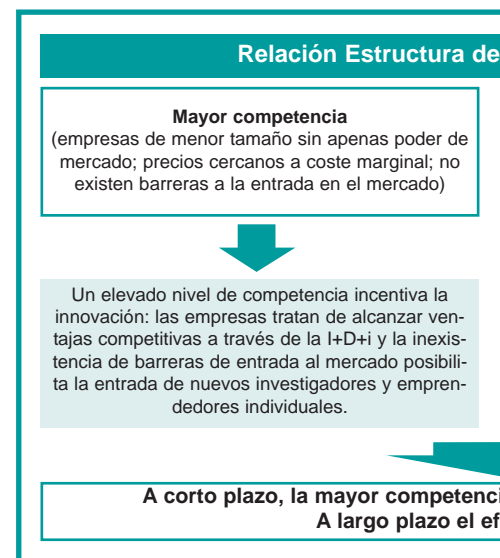 Relación Estructura de
Mayor competencia
(empresas de menor tamaño sin apenas poder de
mercado; precios cercanos a coste marginal; no
existen barreras a la entrada en el mercado)
Un elevado nivel de competencia incentiva la
innovación: las empresas tratan de alcanzar ven-
tajas competitivas a través de la I+D+i y la inexis-
tencia de barreras de entrada al mercado posibili-
ta la entrada de nuevos investigadores y empren-
dedores individuales.
A corto plazo, la mayor competenci
A largo plazo el ef